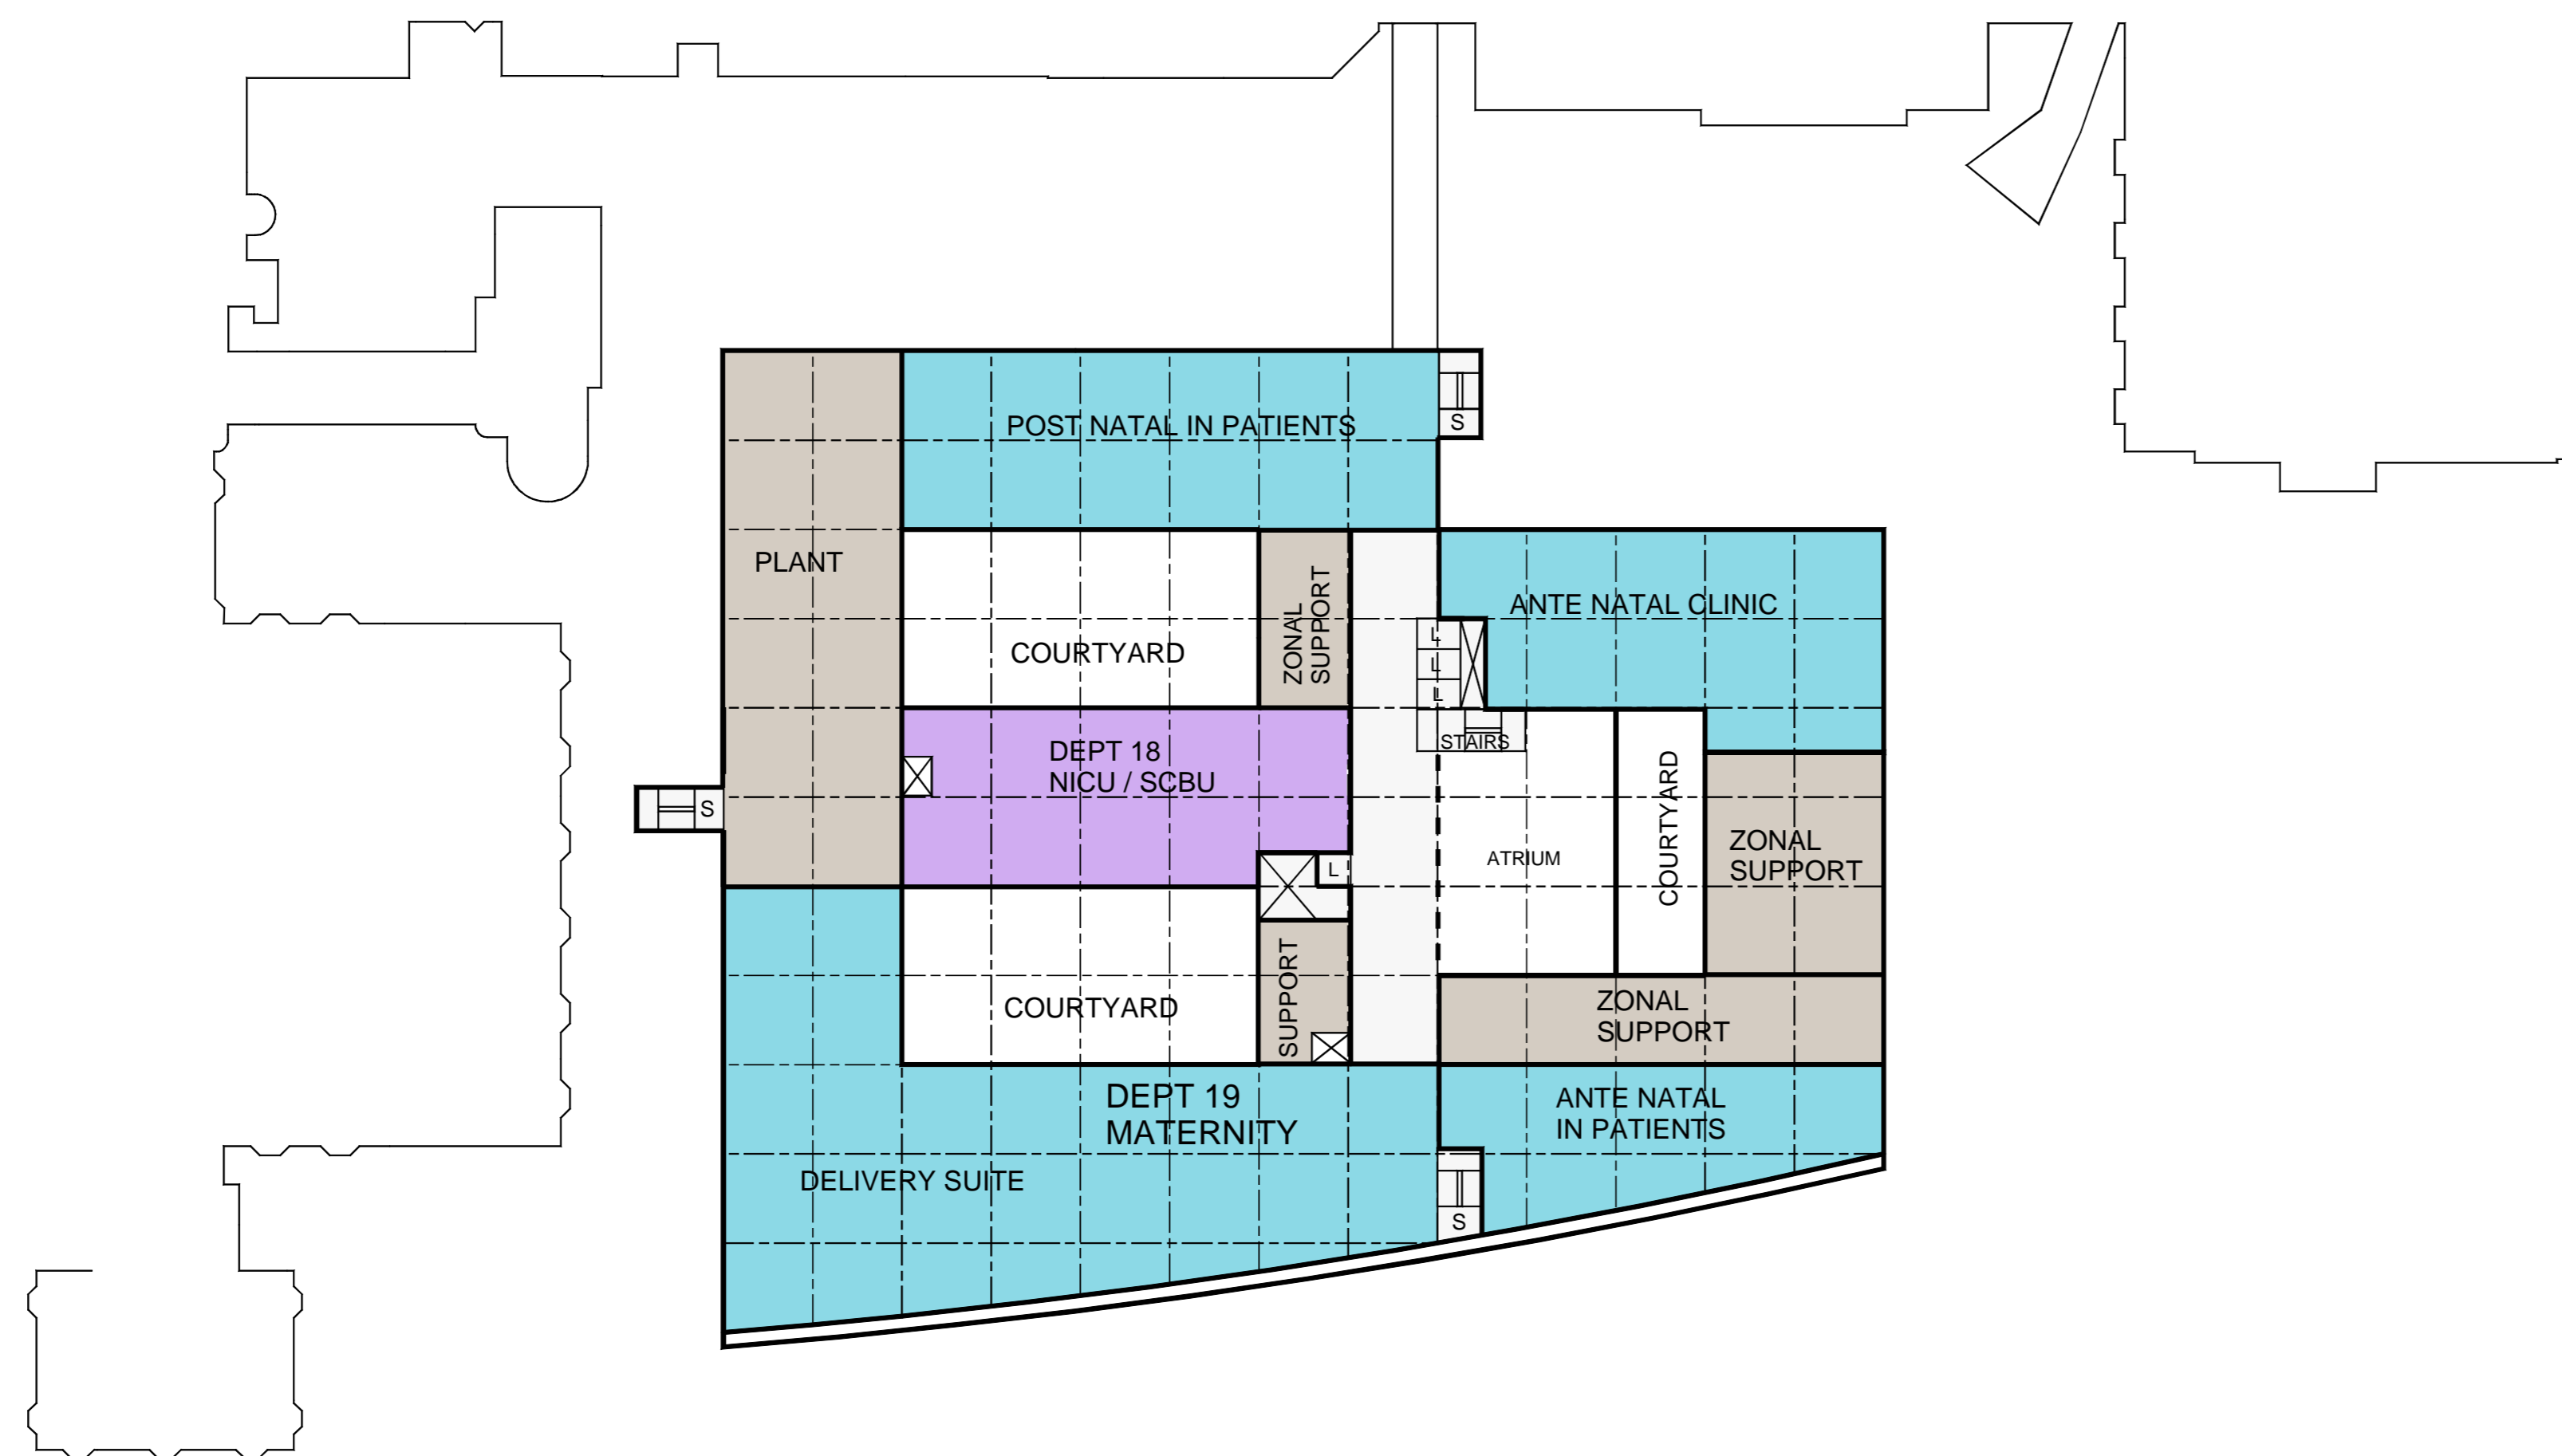 POST NATAL IN PATIENTS
S
PLANT
ZONAL
SUPPORT
ANTE NATAL CLINIC
L
L
L
COURTYARD
STAIRS
DEPT 18
NICU / SCBU
S
COURTYARD
ATRIUM
ZONAL
SUPPORT
L
SUPPORT
COURTYARD
ZONAL
SUPPORT
DEPT 19
MATERNITY
ANTE NATAL
IN PATIENTS
DELIVERY SUITE
S